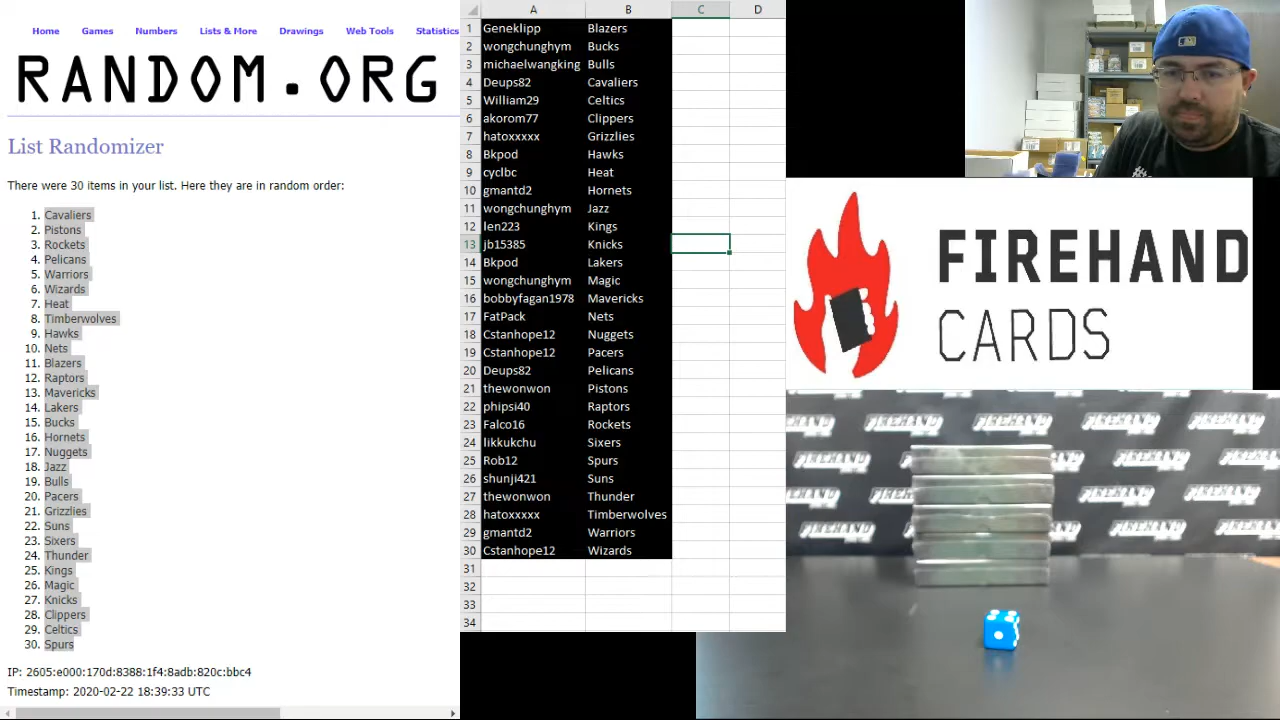 Home Games Numbers Lists & More Drawings Web Tools Statistics
RANDOM.ORG
List Randomizer
There were 30 items in your list. Here they are in random order:
1. Cavaliers
2. Pistons
3. Rockets
4. Pelicans
5. Warriors
6. Wizards
7. Heat
8. Timberwolves
9. Hawks
10. Nets
11. Blazers
12. Raptors
13. Mavericks
14. Lakers
15. Bucks
16. Hornets
17. Nuggets
18. Jazz
19. Bulls
20. Pacers
21. Grizzlies
22. Suns
23. Sixers
24. Thunder
25. Kings
26. Magic
27. Knicks
28. Clippers
29. Celtics
30. Spurs
IP: 2605:e000:170d:8388:1f4:8adb:820c:bbc4
Timestamp: 2020-02-22 18:39:33 UTC
A B C D
1 Geneklipp Blazers
2 wongchunghym Bucks
3 michaelwangking Bulls
4 Deups82 Cavaliers
5 William29 Celtics
6 akorom77 Clippers
7 hatoxxxxx Grizzlies
8 Bkpod Hawks
9 cyclbc Heat
10 gmantd2 Hornets
11 wongchunghym Jazz
12 len223 Kings
13 jb15385 Knicks
14 Bkpod Lakers
15 wongchunghym Magic
16 bobbyfagan1978 Mavericks
17 FatPack Nets
18 Cstanhope12 Nuggets
19 Cstanhope12 Pacers
20 Deups82 Pelicans
21 thewonwon Pistons
22 phipsi40 Raptors
23 Falco16 Rockets
24 likkukchu Sixers
25 Rob12 Spurs
26 shunji421 Suns
27 thewonwon Thunder
28 hatoxxxxx Timberwolves
29 gmantd2 Warriors
30 Cstanhope12 Wizards
31
32
33
34
FIREHAND
CARDS